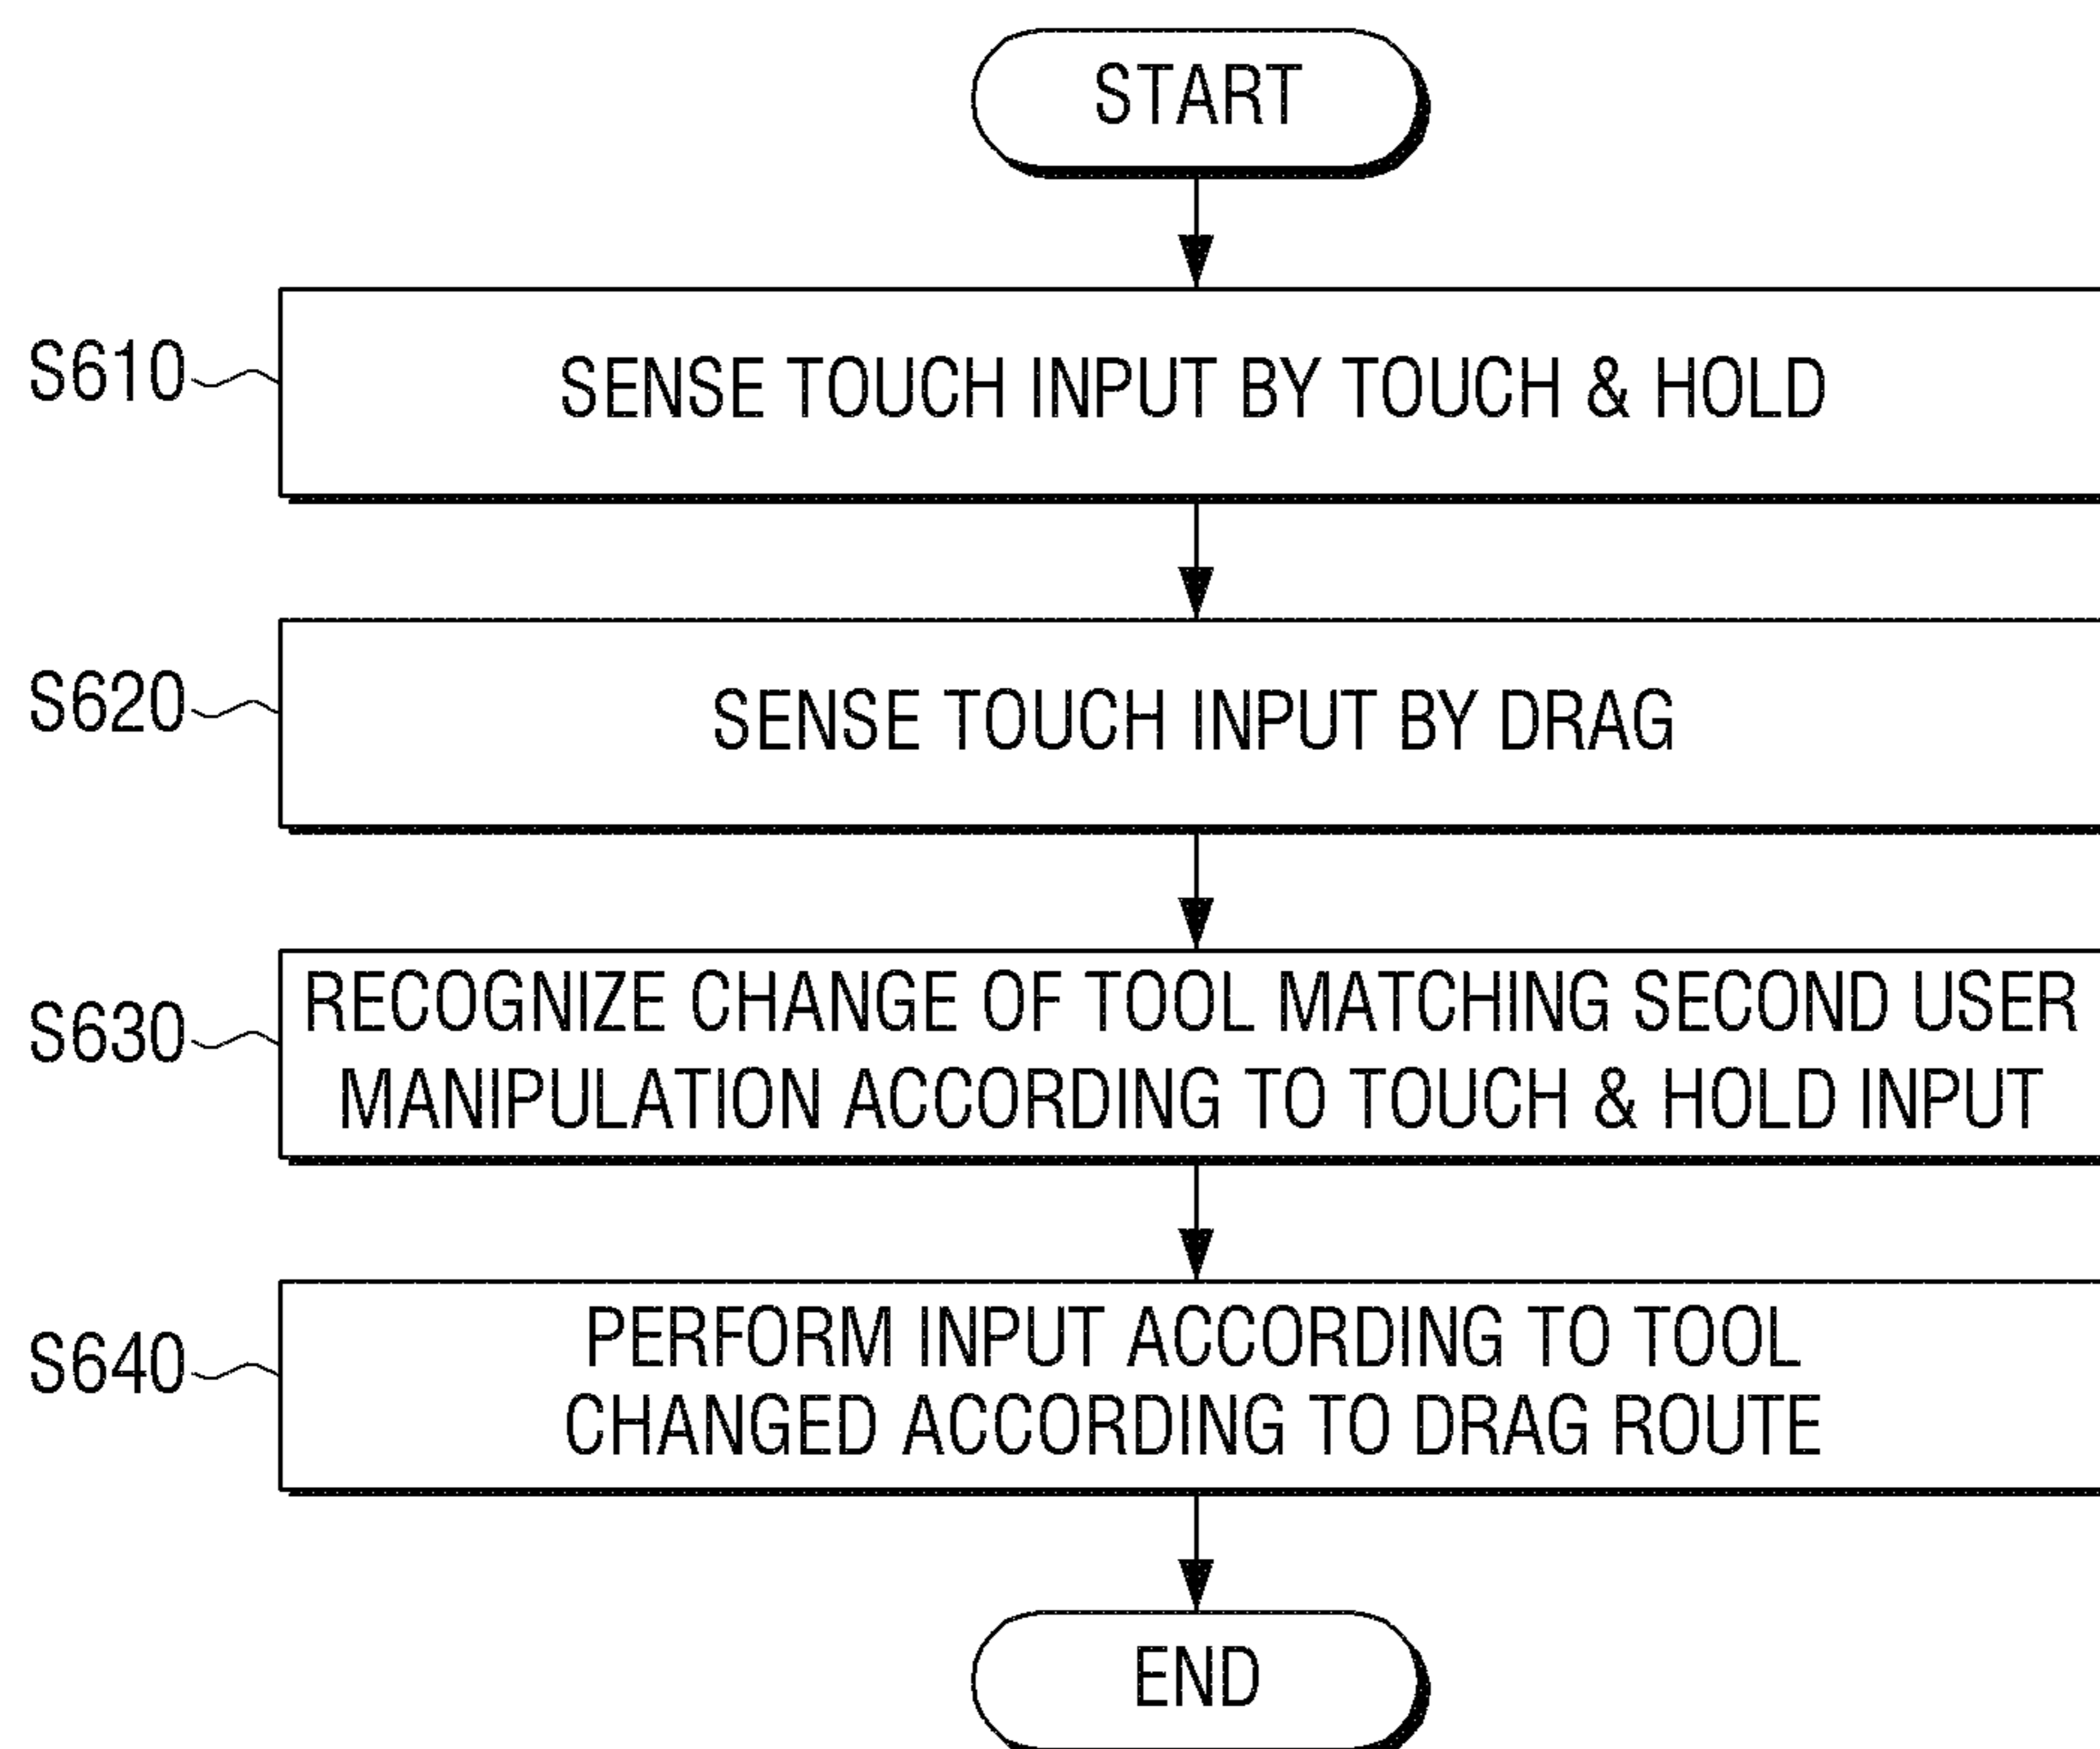 START
S610
SENSE TOUCH INPUT BY TOUCH & HOLD
S620
SENSE TOUCH INPUT BY DRAG
S630
RECOGNIZE CHANGE OF TOOL MATCHING SECOND USER
MANIPULATION ACCORDING TO TOUCH & HOLD INPUT
S640
PERFORM INPUT ACCORDING TO TOOL
CHANGED ACCORDING TO DRAG ROUTE
END